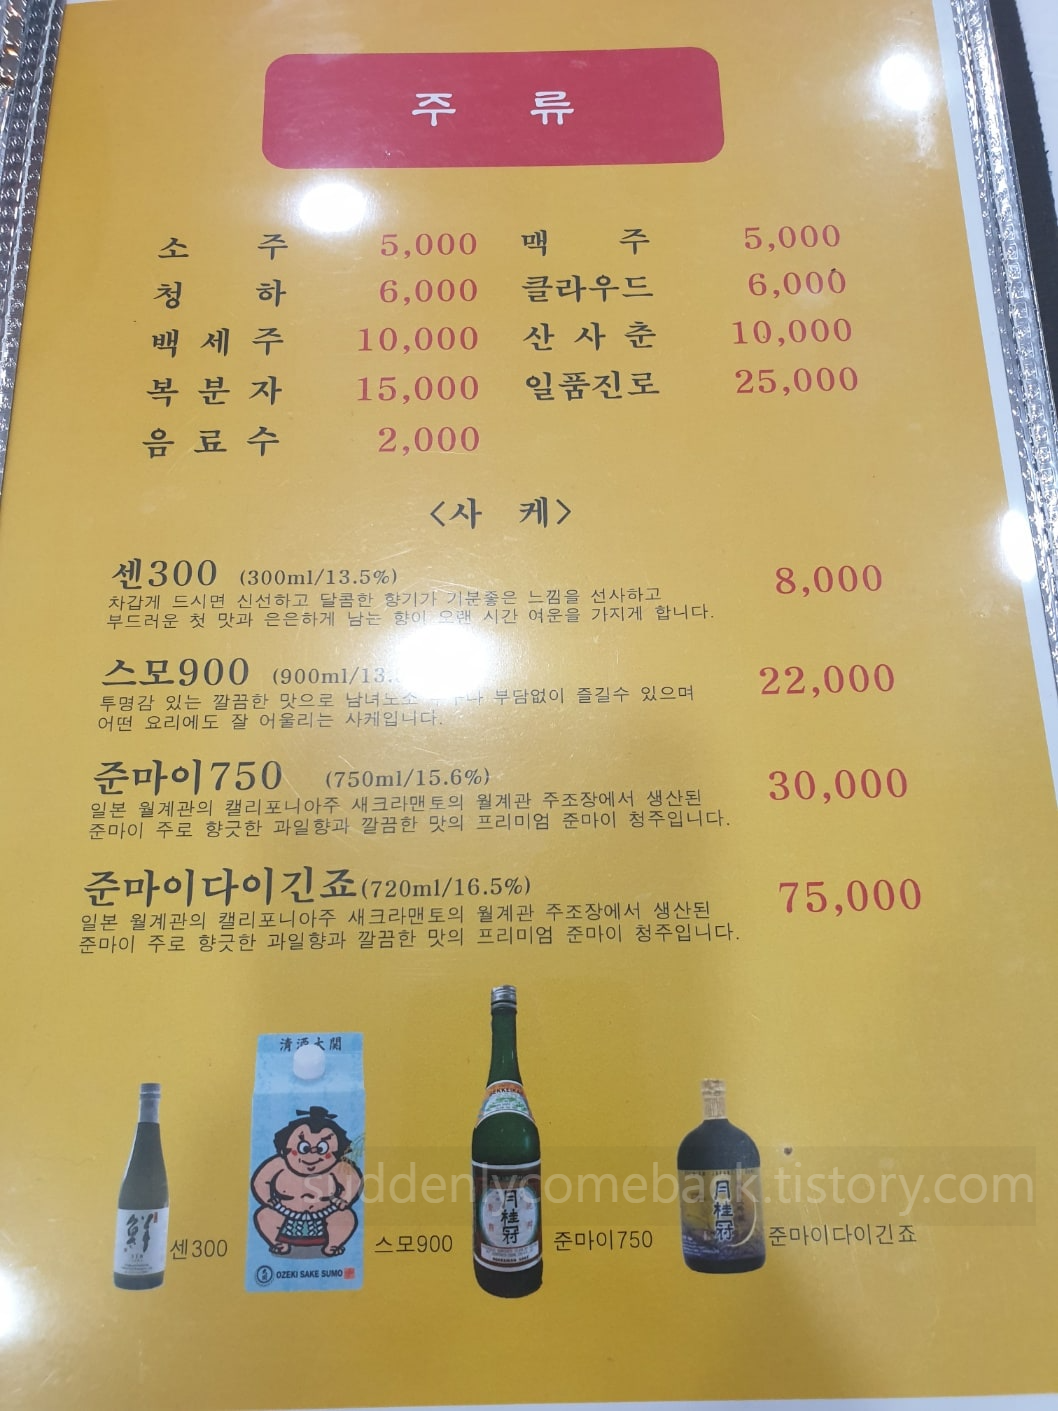 주 류
소 주 5,000 맥 주 5,000
청 하 6,000 클라우드 6,000
백 세 주 10,000 산 사 춘 10,000
복 분 자 15,000 일품진로 25,000
음 료 수 2,000
<사 케>
센300 (300ml/13.5%) 8,000
차갑게 드시면 신선하고 달콤한 향기가 기분좋은 느낌을 선사하고
부드러운 첫 맛과 은은하게 남는 향이 오랜 시간 여운을 가지게 합니다.
스모900 (900ml/13. 22,000
투명감 있는 깔끔한 맛으로 남녀노소 부담없이 즐길수 있으며
어떤 요리에도 잘 어울리는 사케입니다.
준마이750 (750ml/15.6%) 30,000
일본 월계관의 캘리포니아주 새크라맨토의 월계관 주조장에서 생산된
준마이 주로 향긋한 과일향과 깔끔한 맛의 프리미엄 준마이 청주입니다.
준마이다이긴죠(720ml/16.5%) 75,000
일본 월계관의 캘리포니아주 새크라맨토의 월계관 주조장에서 생산된
준마이 주로 향긋한 과일향과 깔끔한 맛의 프리미엄 준마이 청주입니다.
清酒大関
月桂冠
月桂冠
suddenlycomeback.tistory.com
센300
스모900
준마이750
준마이다이긴죠
OZEKI SAKE SUMO
suddenlycomeback.tistory.com